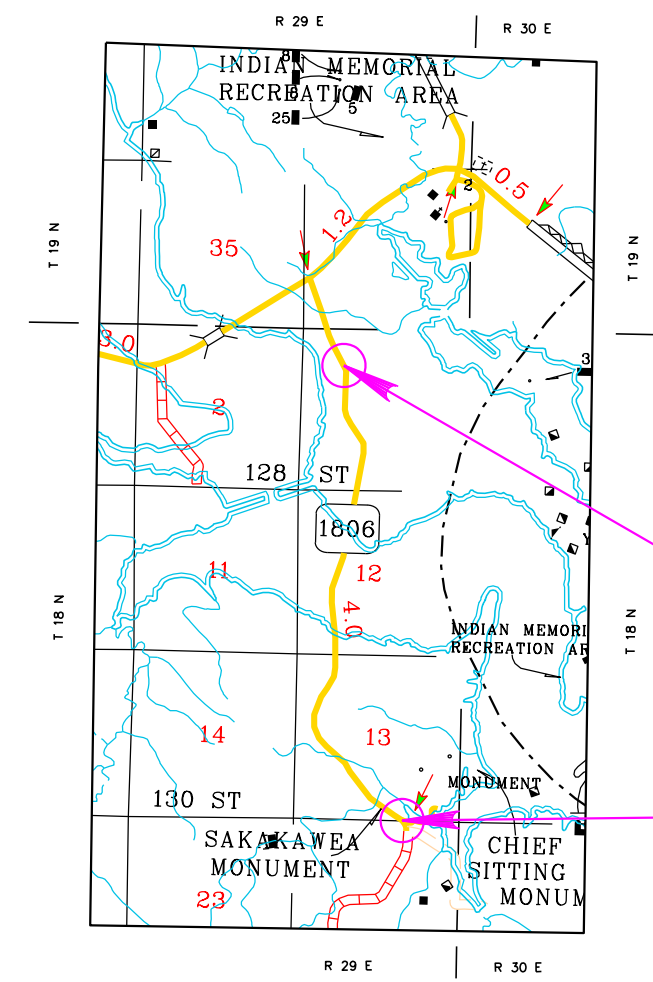 R 29 E
R 30 E
8
INDIAN MEMORIAL
RECREATION AREA
8
5
25
2
0.5
1.2
35
T 19 N
T 19 N
3.0
3
2
128 ST
1806
11
12
4.0
T 18 N
T 18 N
INDIAN MEMORI
RECREATION AR
14
13
MONUMENT
130 ST
SAKAKAWEA
MONUMENT
CHIEF
SITTING
MONUM
23
R 29 E
R 30 E